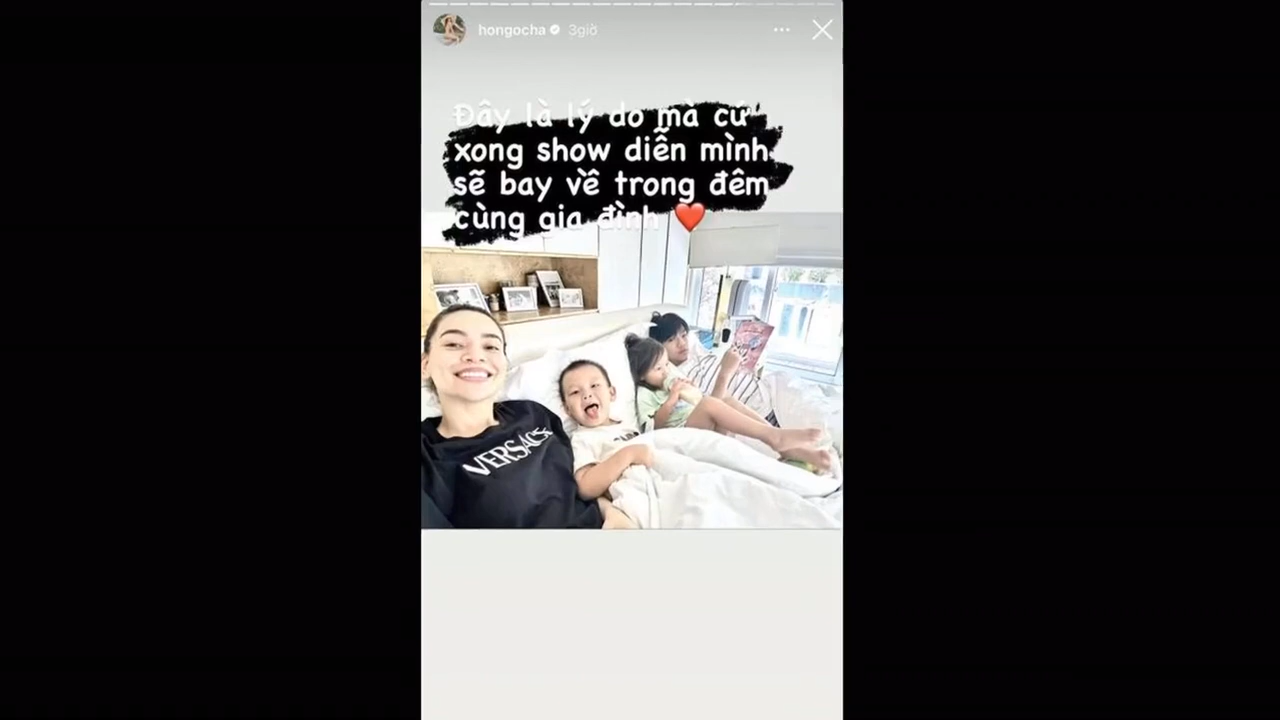 hongocha 3giờ
Đây là lý do mà cứ
xong show diễn mình
sẽ bay về trong đêm
cùng gia đình ❤️
VERSACE